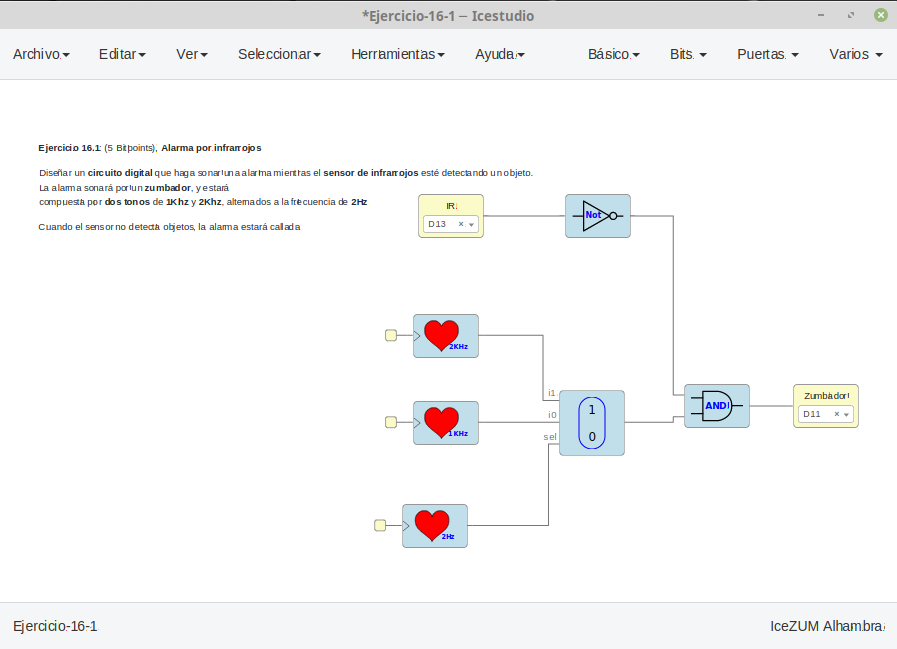 *Ejercicio-16-1 – Icestudio
Archivo Editar Ver Seleccionar Herramientas Ayuda Básico Bits Puertas Varios
Ejercicio 16.1: (5 Bitpoints), Alarma por infrarrojos
Diseñar un circuito digital que haga sonar una alarma mientras el sensor de infrarrojos esté detectando un objeto.
La alarma sonará por un zumbador, y estará
compuesta por dos tonos de 1Khz y 2Khz, alternados a la frecuencia de 2Hz
Cuando el sensor no detecta objetos, la alarma estará callada
IR
D13
Not
2KHz
i1
1
i0
1KHz
sel
0
AND
Zumbador
D11
2Hz
Ejercicio-16-1
IceZUM Alhambra